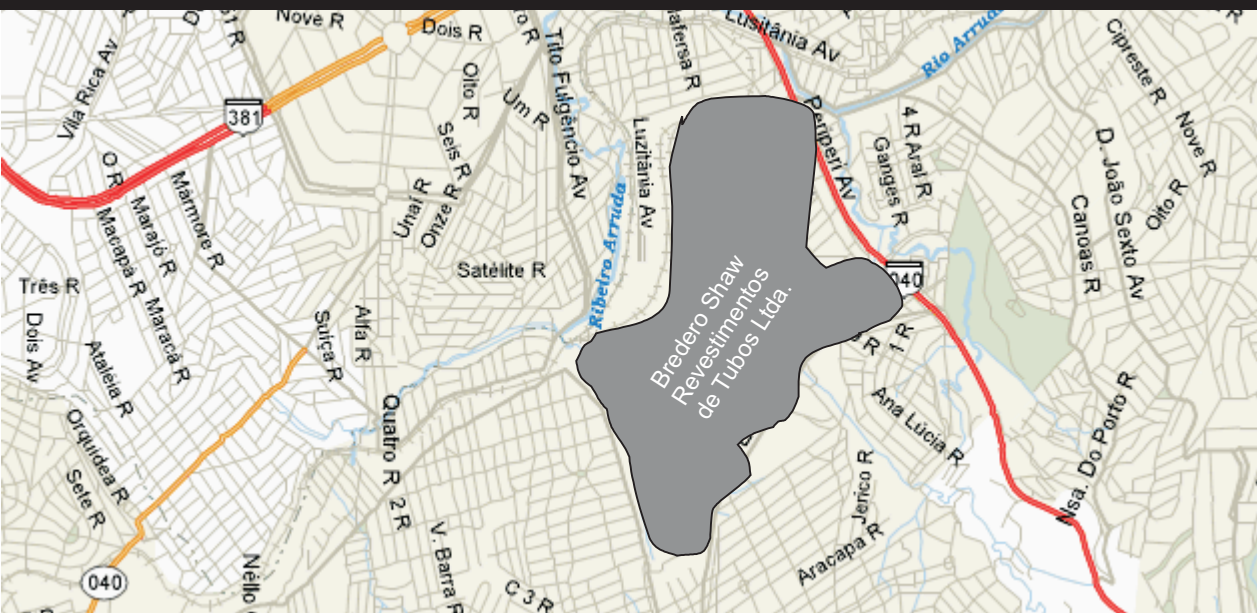 Nove R
Dois R
Lusitânia Av
Rio Arruda
Cipreste R
Vila Rica Av
381
Oito R
Um R
Seis R
Tito Fulgêncio Av
Luzitânia Av
Periperi Av
4 R Aral R
Ganges R
Nove R
D. João Sexto Av
Oito R
Canoas R
O R
Marajó R
Mármore R
Macapá R
Maracá R
Unaí R
Onze R
Ribeiro Arruda
Satélite R
Três R
Dois Av
Ataléia R
Alfa R
Suíça R
Bredero Shaw
Revestimentos
de Tubos Ltda.
040
1 R
Ana Lúcia R
Nsa. Do Porto R
Orquídea R
Sete R
Quatro R
2 R
V. Barra R
C 3 R
Jerico R
Aracapa R
040